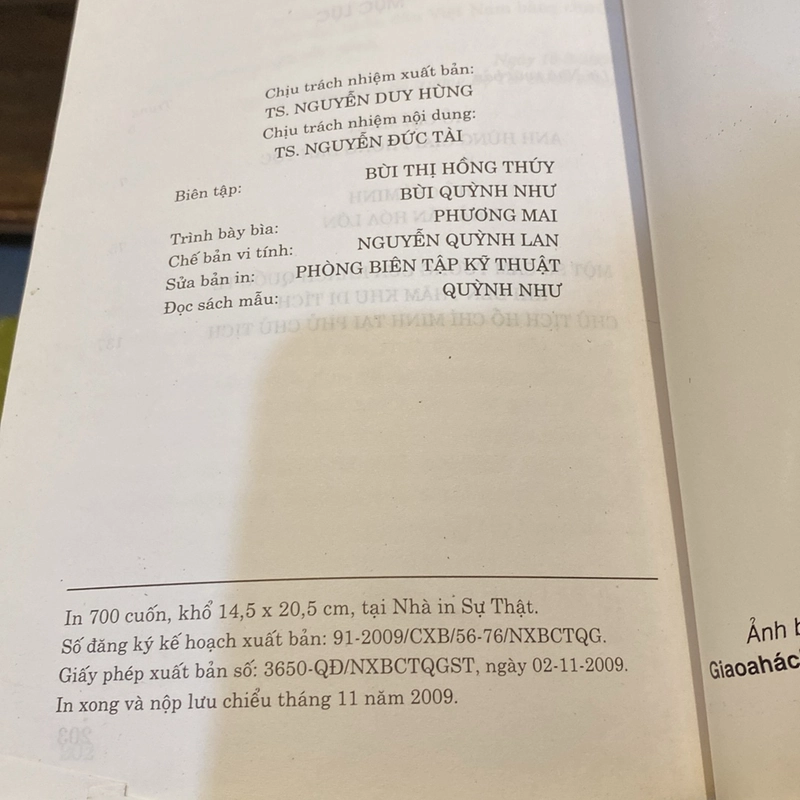 Chịu trách nhiệm xuất bản:
TS. NGUYỄN DUY HÙNG
Chịu trách nhiệm nội dung:
TS. NGUYỄN ĐỨC TÀI
Biên tập: BÙI THỊ HỒNG THÚY
BÙI QUỲNH NHƯ
Trình bày bìa: PHƯƠNG MAI
Chế bản vi tính: NGUYỄN QUỲNH LAN
Sửa bản in: PHÒNG BIÊN TẬP KỸ THUẬT
Đọc sách mẫu: QUỲNH NHƯ
In 700 cuốn, khổ 14,5 x 20,5 cm, tại Nhà in Sự Thật.
Số đăng ký kế hoạch xuất bản: 91-2009/CXB/56-76/NXBCTQG.
Giấy phép xuất bản số: 3650-QĐ/NXBCTQGST, ngày 02-11-2009.
In xong và nộp lưu chiểu tháng 11 năm 2009.
Ảnh